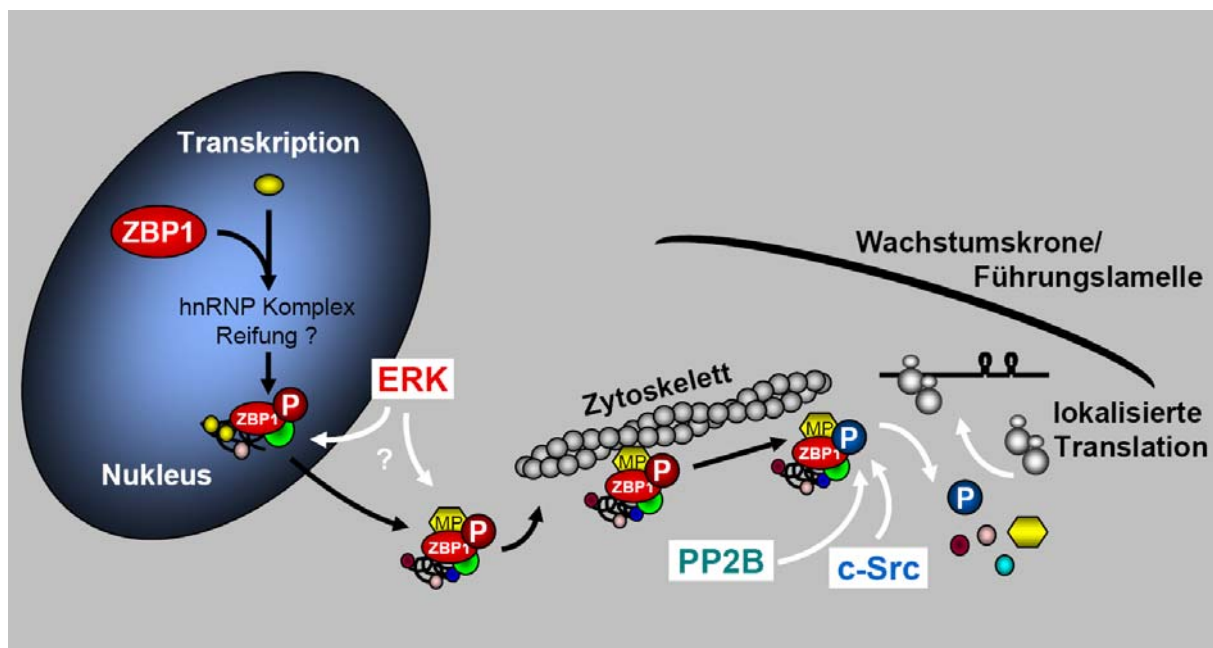 Transkription
ZBP1
hnRNP Komplex
Reifung ?
ZBP1 P
Nukleus
ERK
?
MP
ZBP1 P
Zytoskelett
MP
ZBP1 P
MP
ZBP1 P
PP2B
c-Src
Wachstumskrone/
Führungslamelle
lokalisierte
Translation
P